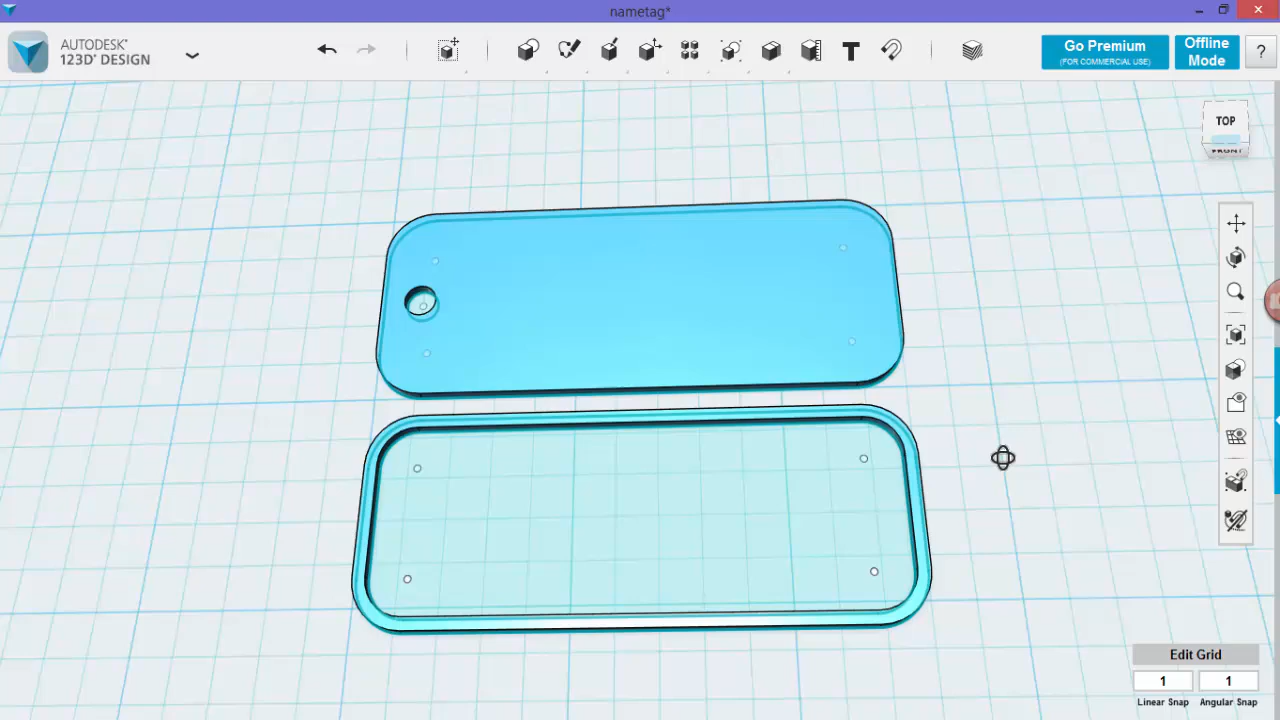 nametag*
AUTODESK®
123D® DESIGN
Go Premium
(FOR COMMERCIAL USE)
Offline
Mode
?
TOP
FRONT
Edit Grid
1
1
Linear Snap
Angular Snap